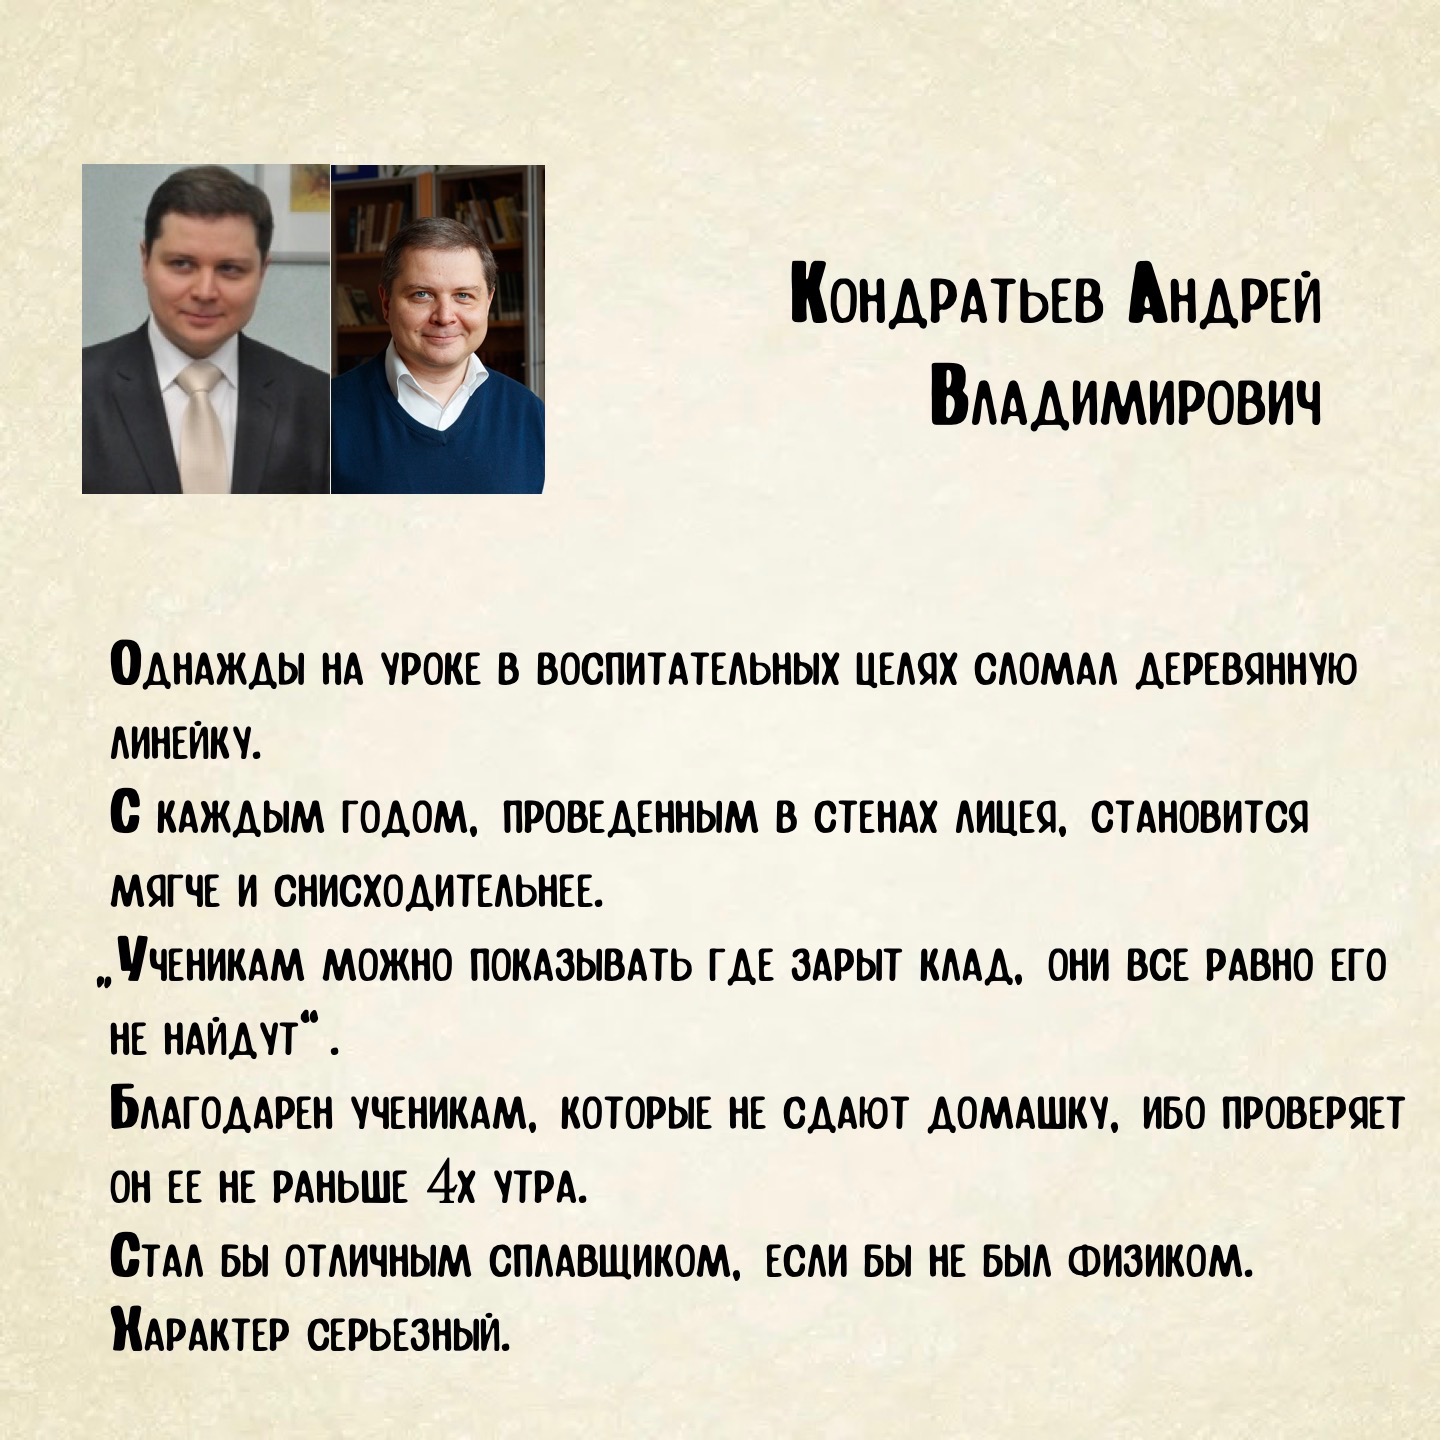 Кондратьев Андрей
Владимирович
Однажды на уроке в воспитательных целях сломал деревянную
линейку.
С каждым годом, проведенным в стенах лицея, становится
мягче и снисходительнее.
„Ученикам можно показывать где зарыт клад, они все равно его
не найдут“.
Благодарен ученикам, которые не сдают домашку, ибо проверяет
он ее не раньше 4х утра.
Стал бы отличным сплавщиком, если бы не был физиком.
Характер серьезный.